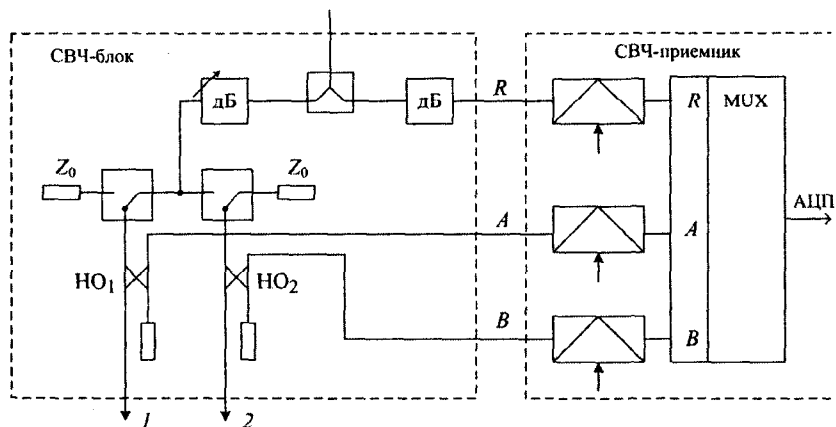 СВЧ-блок
СВЧ-приемник
дБ
дБ
R
R
MUX
Z₀
Z₀
A
A
АЦП
НО₁
НО₂
B
B
1
2